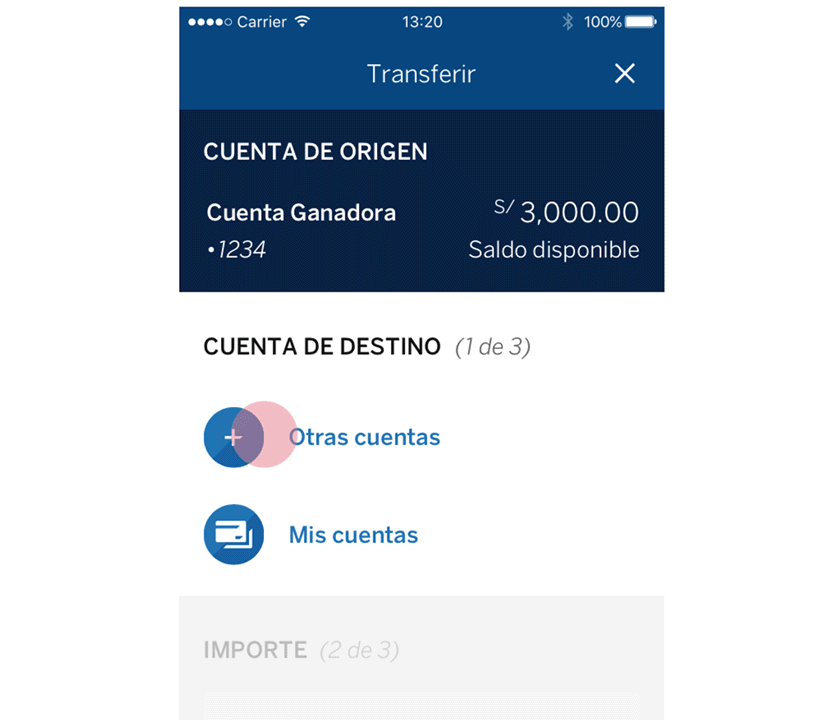 Carrier 13:20 100%
Transferir
CUENTA DE ORIGEN
Cuenta Ganadora S/ 3,000.00
•1234 Saldo disponible
CUENTA DE DESTINO (1 de 3)
Otras cuentas
Mis cuentas
IMPORTE (2 de 3)